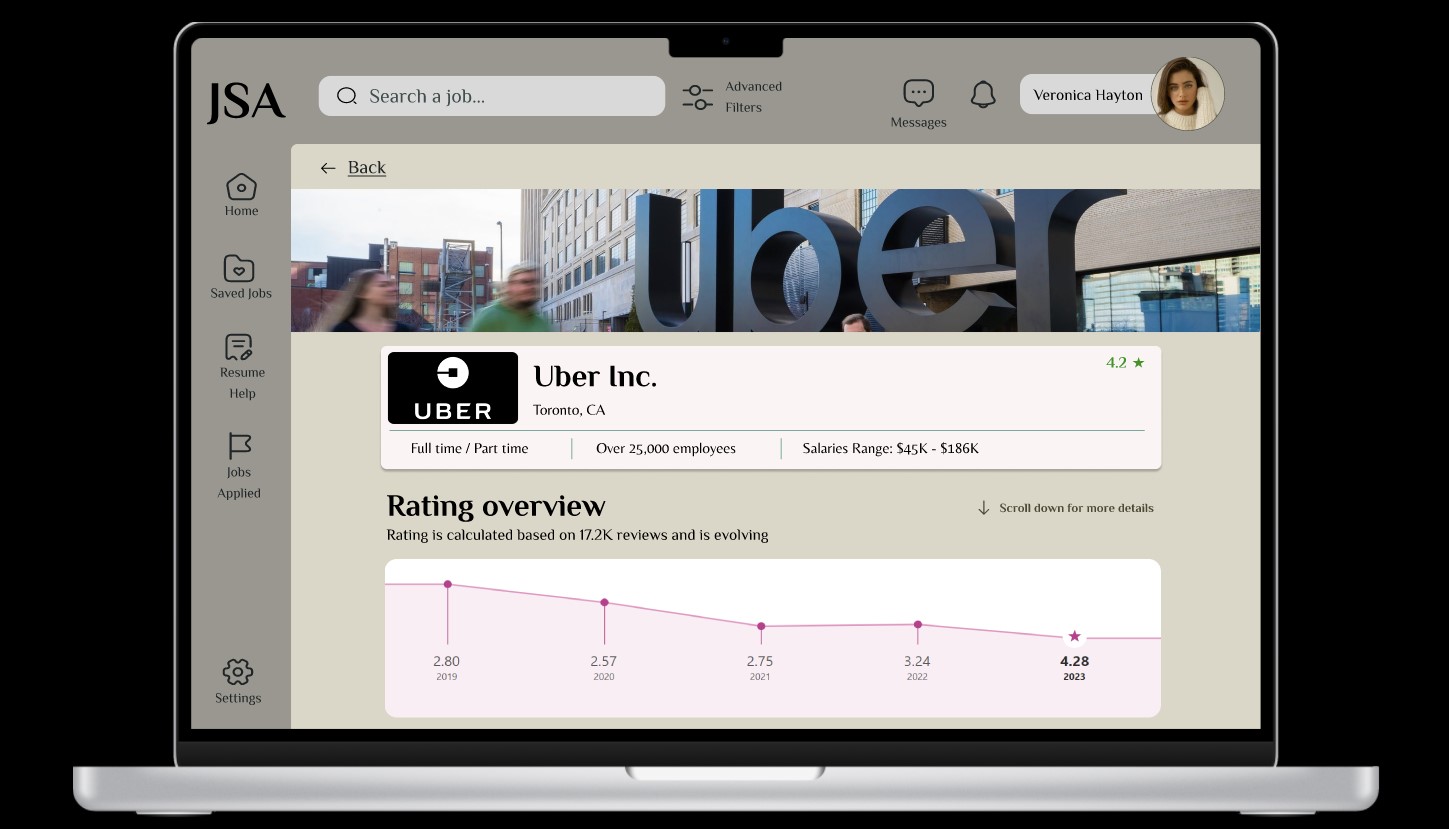 JSA
Search a job...
Advanced
Filters
Messages
Veronica Hayton
Home
Saved Jobs
Resume
Help
Jobs
Applied
Settings
Back
uber
UBER
Uber Inc.
Toronto, CA
4.2 ★
Full time / Part time
Over 25,000 employees
Salaries Range: $45K - $186K
Rating overview
Scroll down for more details
Rating is calculated based on 17.2K reviews and is evolving
2.80 2.57 2.75 3.24 4.28
2019 2020 2021 2022 2023